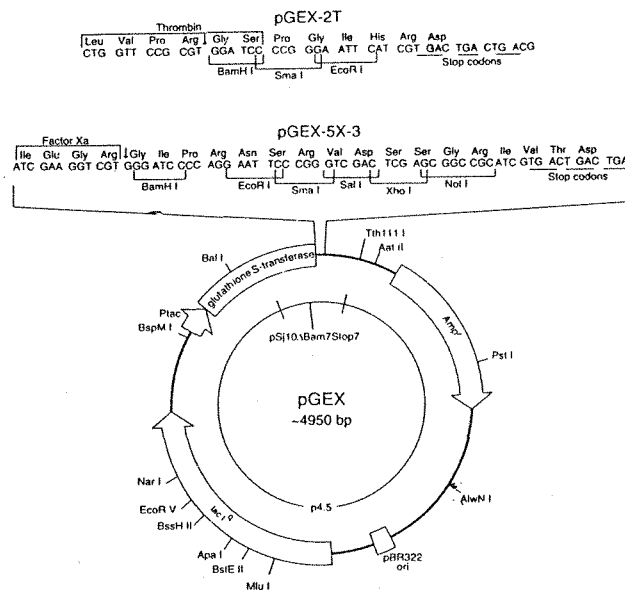 pGEX-2T
Thrombin
Leu Val Pro Arg Gly Ser Pro Gly Ile His Arg Asp
CTG GTT CCG CGT GGA TCC CCG GGA ATT CAT CGT GAC TGA CTGACG
BamH I
Sma I
EcoR I
Stop codons
pGEX-5X-3
Factor Xa
Ile Glu Gly Arg Gly Ile Pro Arg Asn Ser Arg Val Asp Ser Ser Gly Arg Ile Val Thr Asp
ATC GAA GGT CGT GGG ATC CCC AGG AAT TCC CGG GTC GAC TCG AGC GGC CGC ATC GTG ACT GAC TGA
BamH I
EcoR I
Sma I
Sal I
Xho I
Not I
Stop codons
Tth111 I
Aat II
Bal I
glutathione S-transferase
Ptac
BspM I
pSj10ΔBam7Stop7
Ampr
Pst I
pGEX
~4950 bp
AlwN I
p4.5
pBR322
ori
Nar I
EcoR V
BssH II
Apa I
BstE II
Mlu I
lac Iq